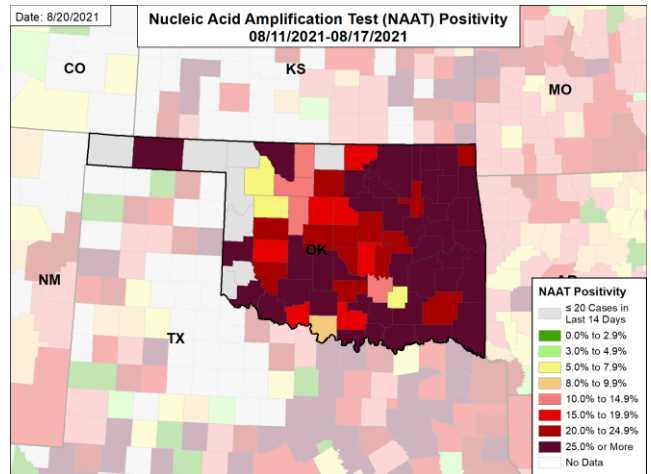 Date: 8/20/2021
Nucleic Acid Amplification Test (NAAT) Positivity
08/11/2021-08/17/2021
CO
KS
MO
OK
NM
TX
NAAT Positivity
≤ 20 Cases in
Last 14 Days
0.0% to 2.9%
3.0% to 4.9%
5.0% to 7.9%
8.0% to 9.9%
10.0% to 14.9%
15.0% to 19.9%
20.0% to 24.9%
25.0% or More
No Data